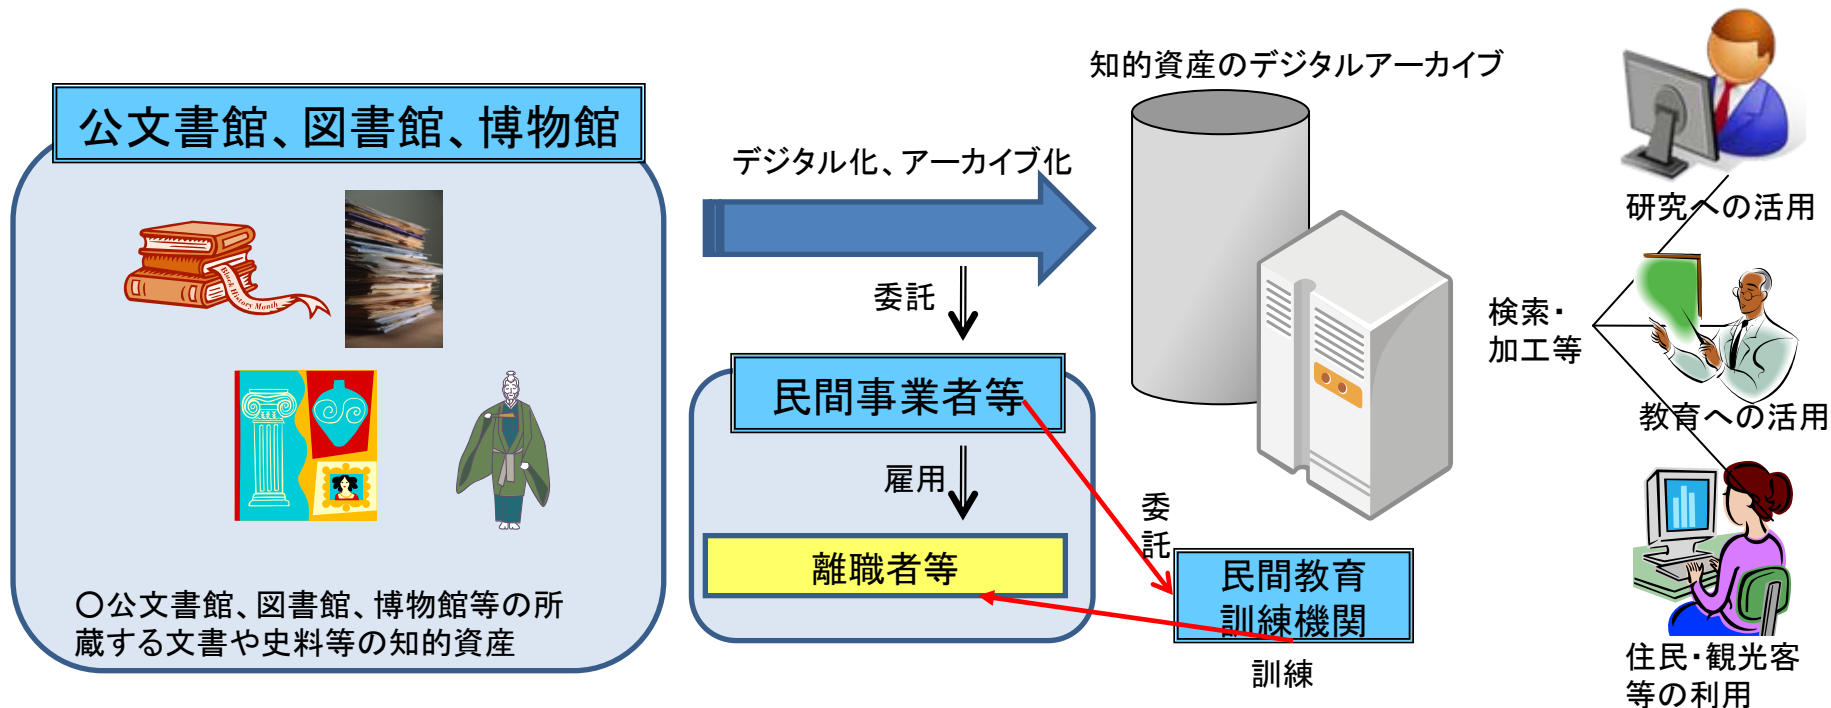 公文書館、図書館、博物館
Black History Month
〇公文書館、図書館、博物館等の所
蔵する文書や史料等の知的資産
デジタル化、アーカイブ化
委託
民間事業者等
雇用
離職者等
委
託
民間教育
訓練機関
訓練
知的資産のデジタルアーカイブ
検索・
加工等
研究への活用
教育への活用
住民・観光客
等の利用